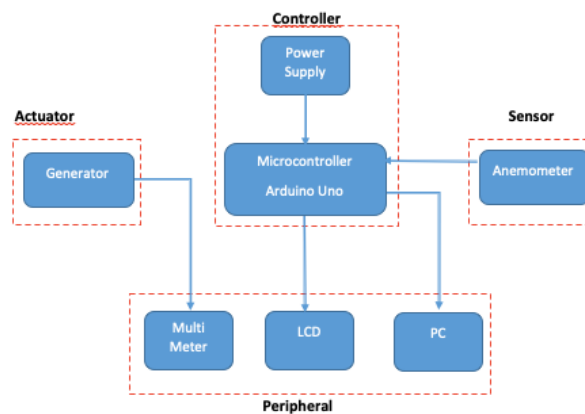 Controller
Power
Supply
Actuator
Sensor
Generator
Microcontroller
Arduino Uno
Anemometer
Multi
Meter
LCD
PC
Peripheral